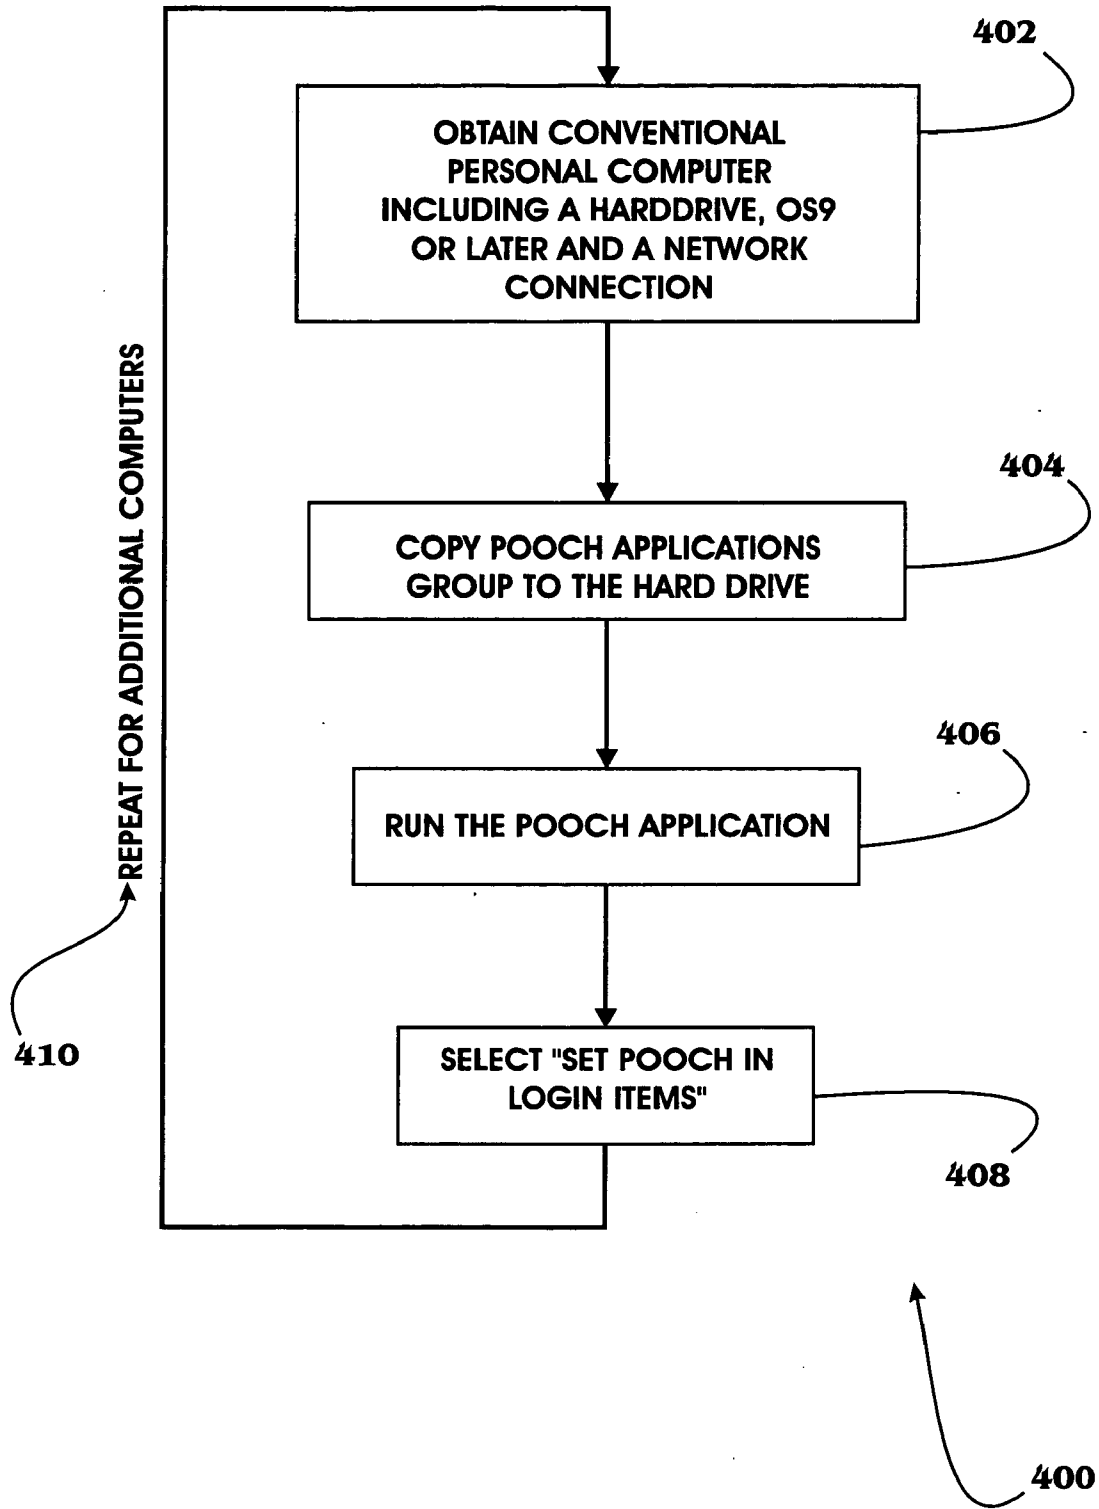 402
OBTAIN CONVENTIONAL
PERSONAL COMPUTER
INCLUDING A HARDDRIVE, OS9
OR LATER AND A NETWORK
CONNECTION
404
COPY POOCH APPLICATIONS
GROUP TO THE HARD DRIVE
REPEAT FOR ADDITIONAL COMPUTERS
406
RUN THE POOCH APPLICATION
410
SELECT "SET POOCH IN
LOGIN ITEMS"
408
400